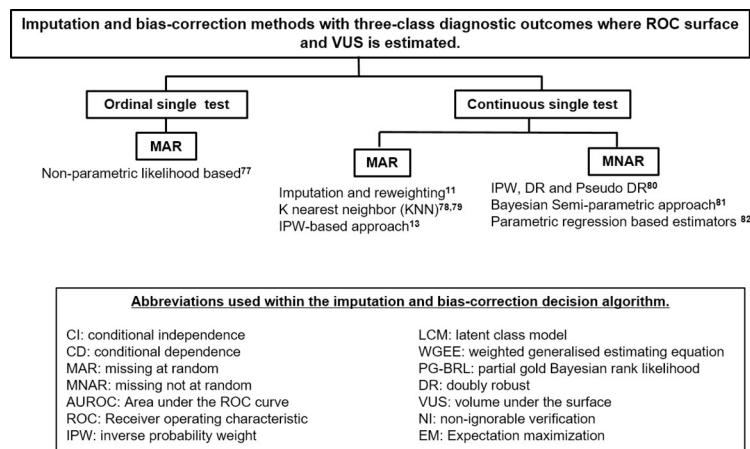 Imputation and bias-correction methods with three-class diagnostic outcomes where ROC surface
and VUS is estimated.
Ordinal single test
Continuous single test
MAR
Non-parametric likelihood based77
MAR
Imputation and reweighting11
K nearest neighbor (KNN)78,79
IPW-based approach13
MNAR
IPW, DR and Pseudo DR80
Bayesian Semi-parametric approach81
Parametric regression based estimators 82
Abbreviations used within the imputation and bias-correction decision algorithm.
CI: conditional independence
CD: conditional dependence
MAR: missing at random
MNAR: missing not at random
AUROC: Area under the ROC curve
ROC: Receiver operating characteristic
IPW: inverse probability weight
LCM: latent class model
WGEE: weighted generalised estimating equation
PG-BRL: partial gold Bayesian rank likelihood
DR: doubly robust
VUS: volume under the surface
NI: non-ignorable verification
EM: Expectation maximization